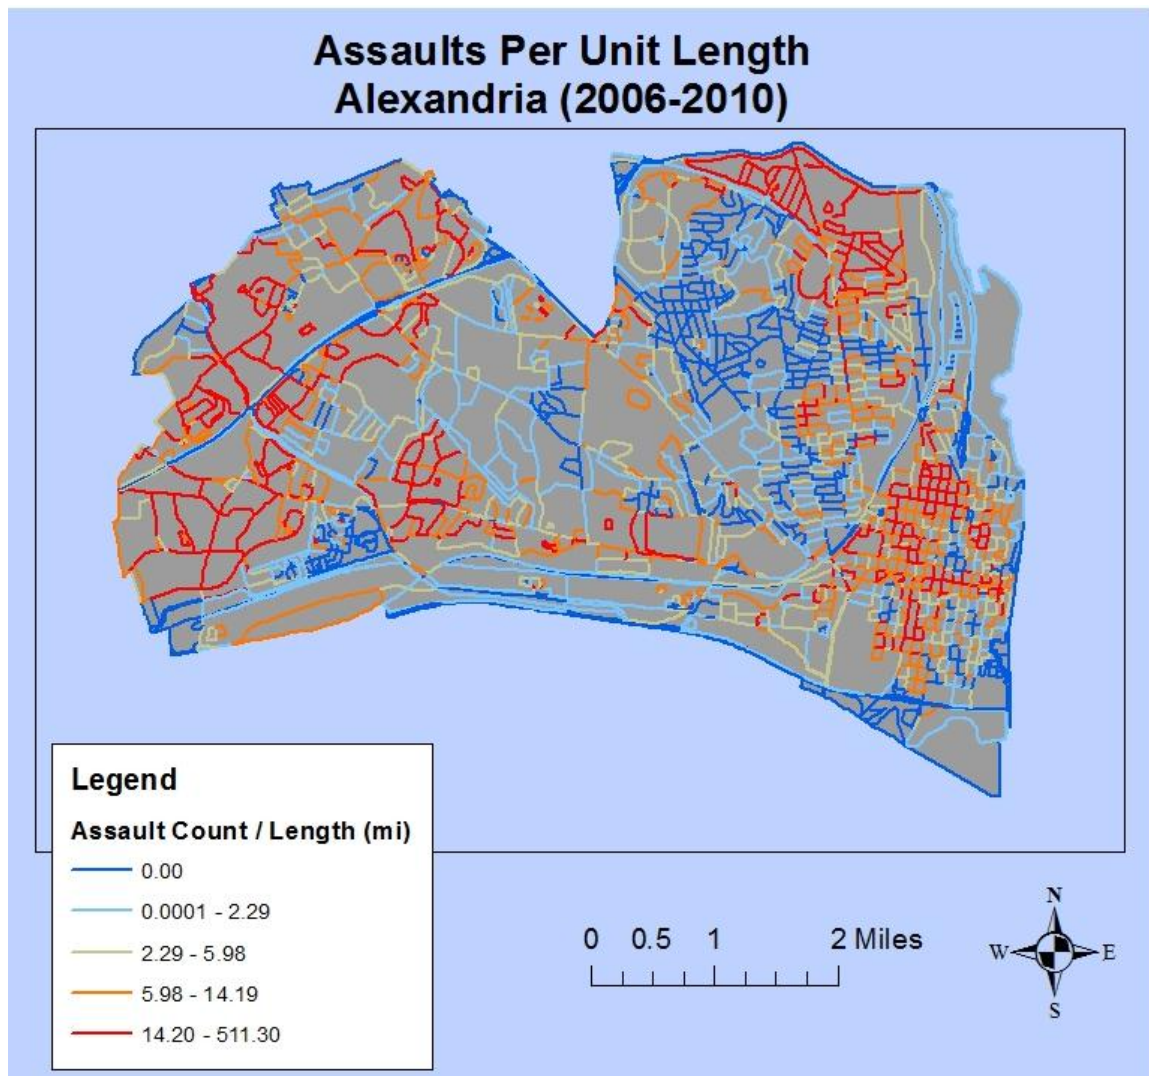 Assaults Per Unit Length
Alexandria (2006-2010)
Legend
Assault Count / Length (mi)
0.00
0.0001 - 2.29
2.29 - 5.98
5.98 - 14.19
14.20 - 511.30
0 0.5 1 2 Miles
N
W E
S